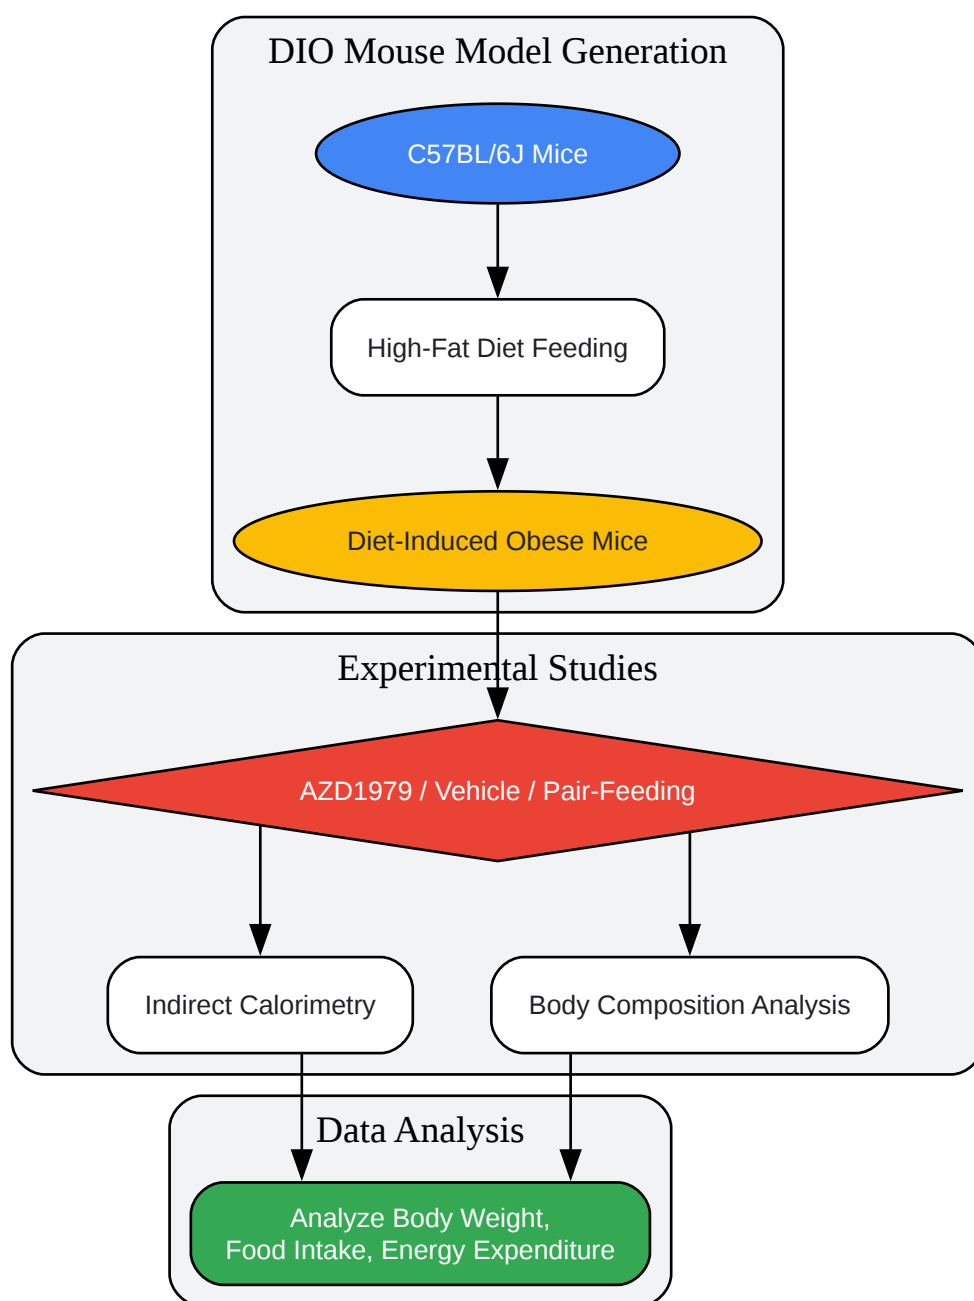 DIO Mouse Model Generation
C57BL/6J Mice
High-Fat Diet Feeding
Diet-Induced Obese Mice
Experimental Studies
AZD1979 / Vehicle / Pair-Feeding
Indirect Calorimetry
Body Composition Analysis
Data Analysis
Analyze Body Weight,
Food Intake, Energy Expenditure